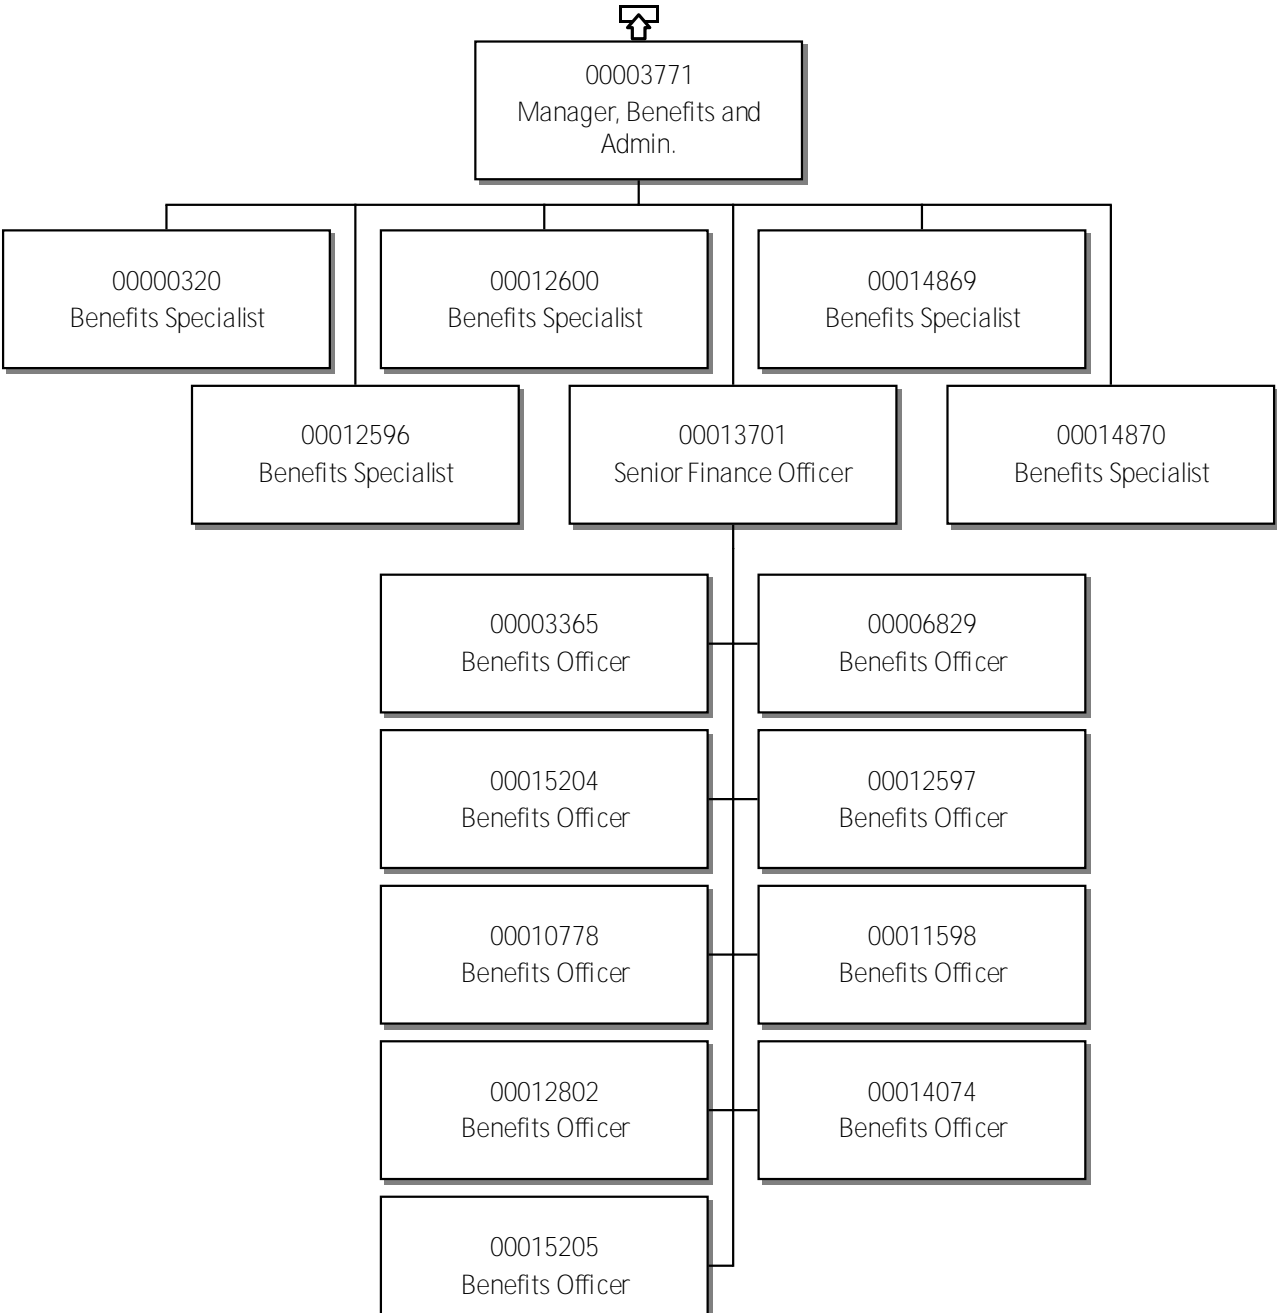 00003771
Manager, Benefits and
Admin.
00000320
Benefits Specialist
00012600
Benefits Specialist
00014869
Benefits Specialist
00012596
Benefits Specialist
00013701
Senior Finance Officer
00014870
Benefits Specialist
00003365
Benefits Officer
00006829
Benefits Officer
00015204
Benefits Officer
00012597
Benefits Officer
00010778
Benefits Officer
00011598
Benefits Officer
00012802
Benefits Officer
00014074
Benefits Officer
00015205
Benefits Officer